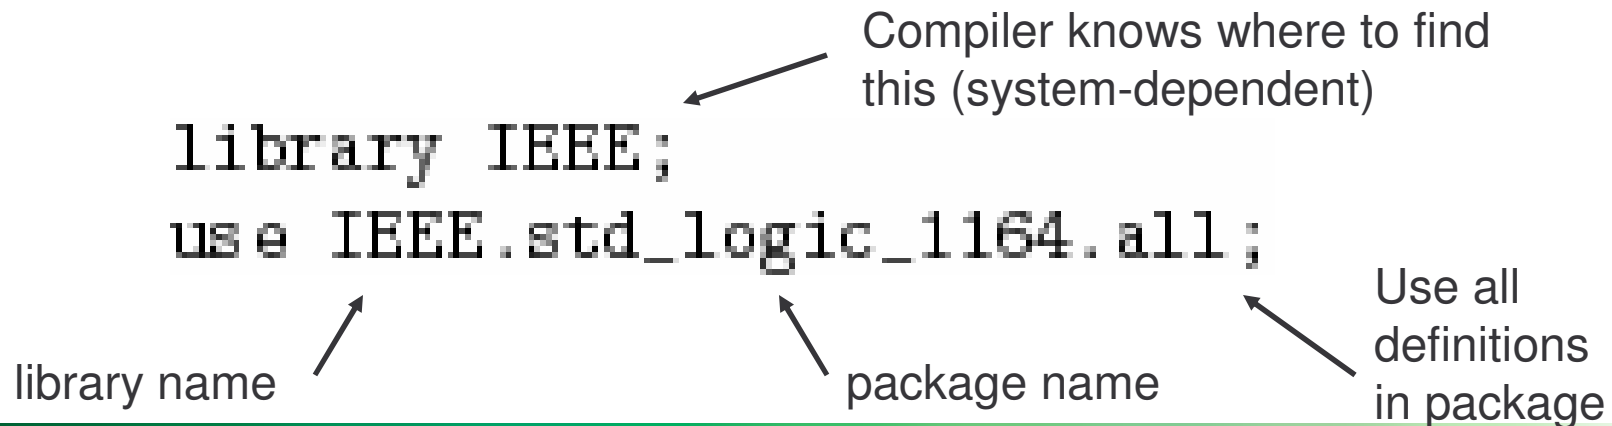 Compiler knows where to find
this (system-dependent)
library IEEE;
use IEEE.std_logic_1164.all;
library name
package name
Use all
definitions
in package